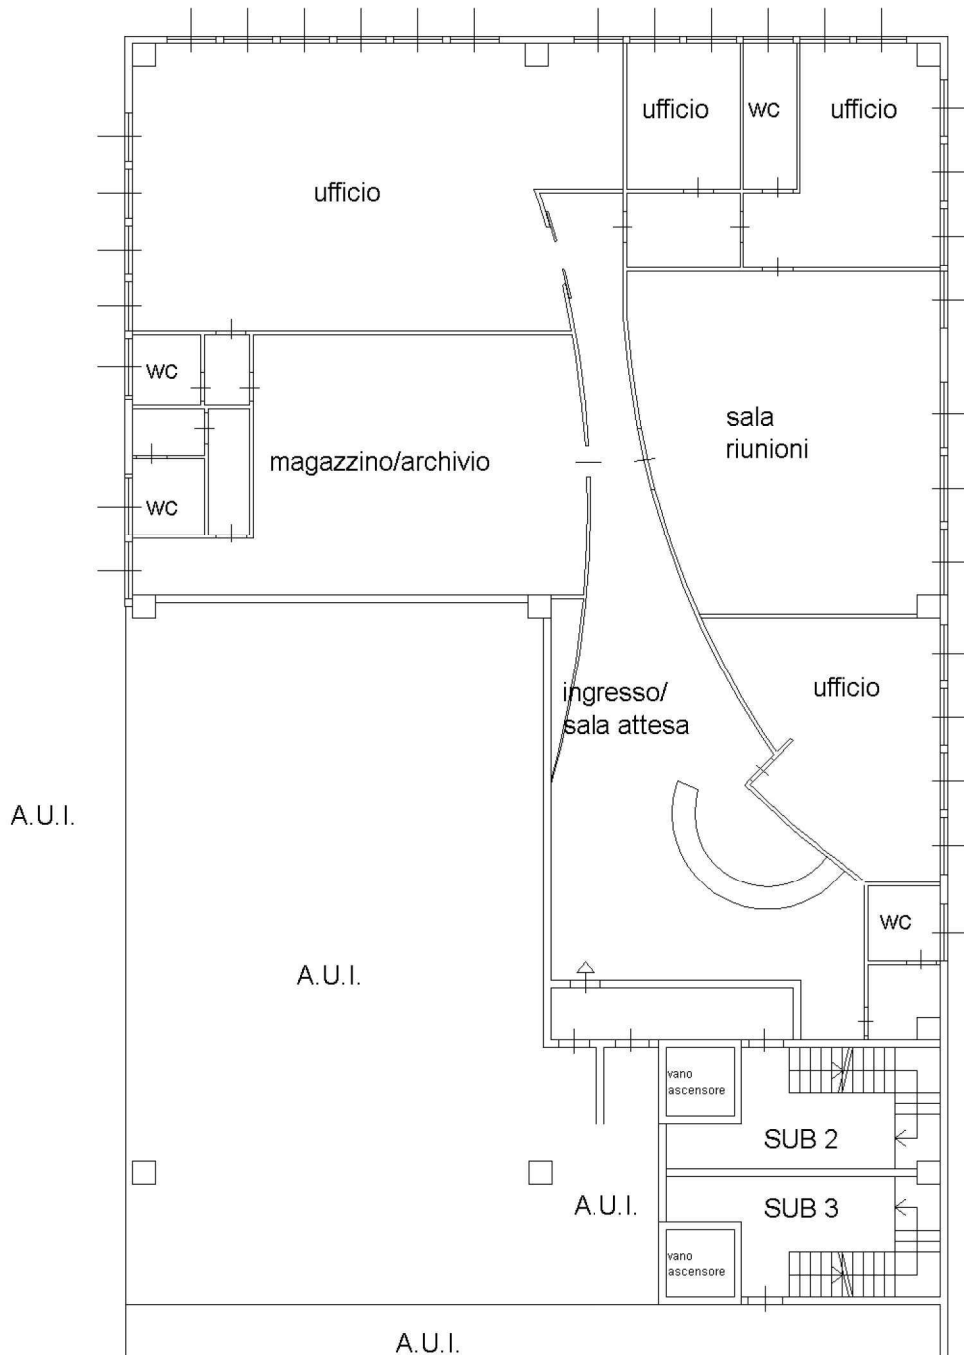 ufficio
wc
ufficio
ufficio
wc
sala
riunioni
magazzino/archivio
wc
ingresso/
sala attesa
ufficio
A.U.I.
wc
A.U.I.
vano
ascensore
SUB 2
A.U.I.
SUB 3
vano
ascensore
A.U.I.